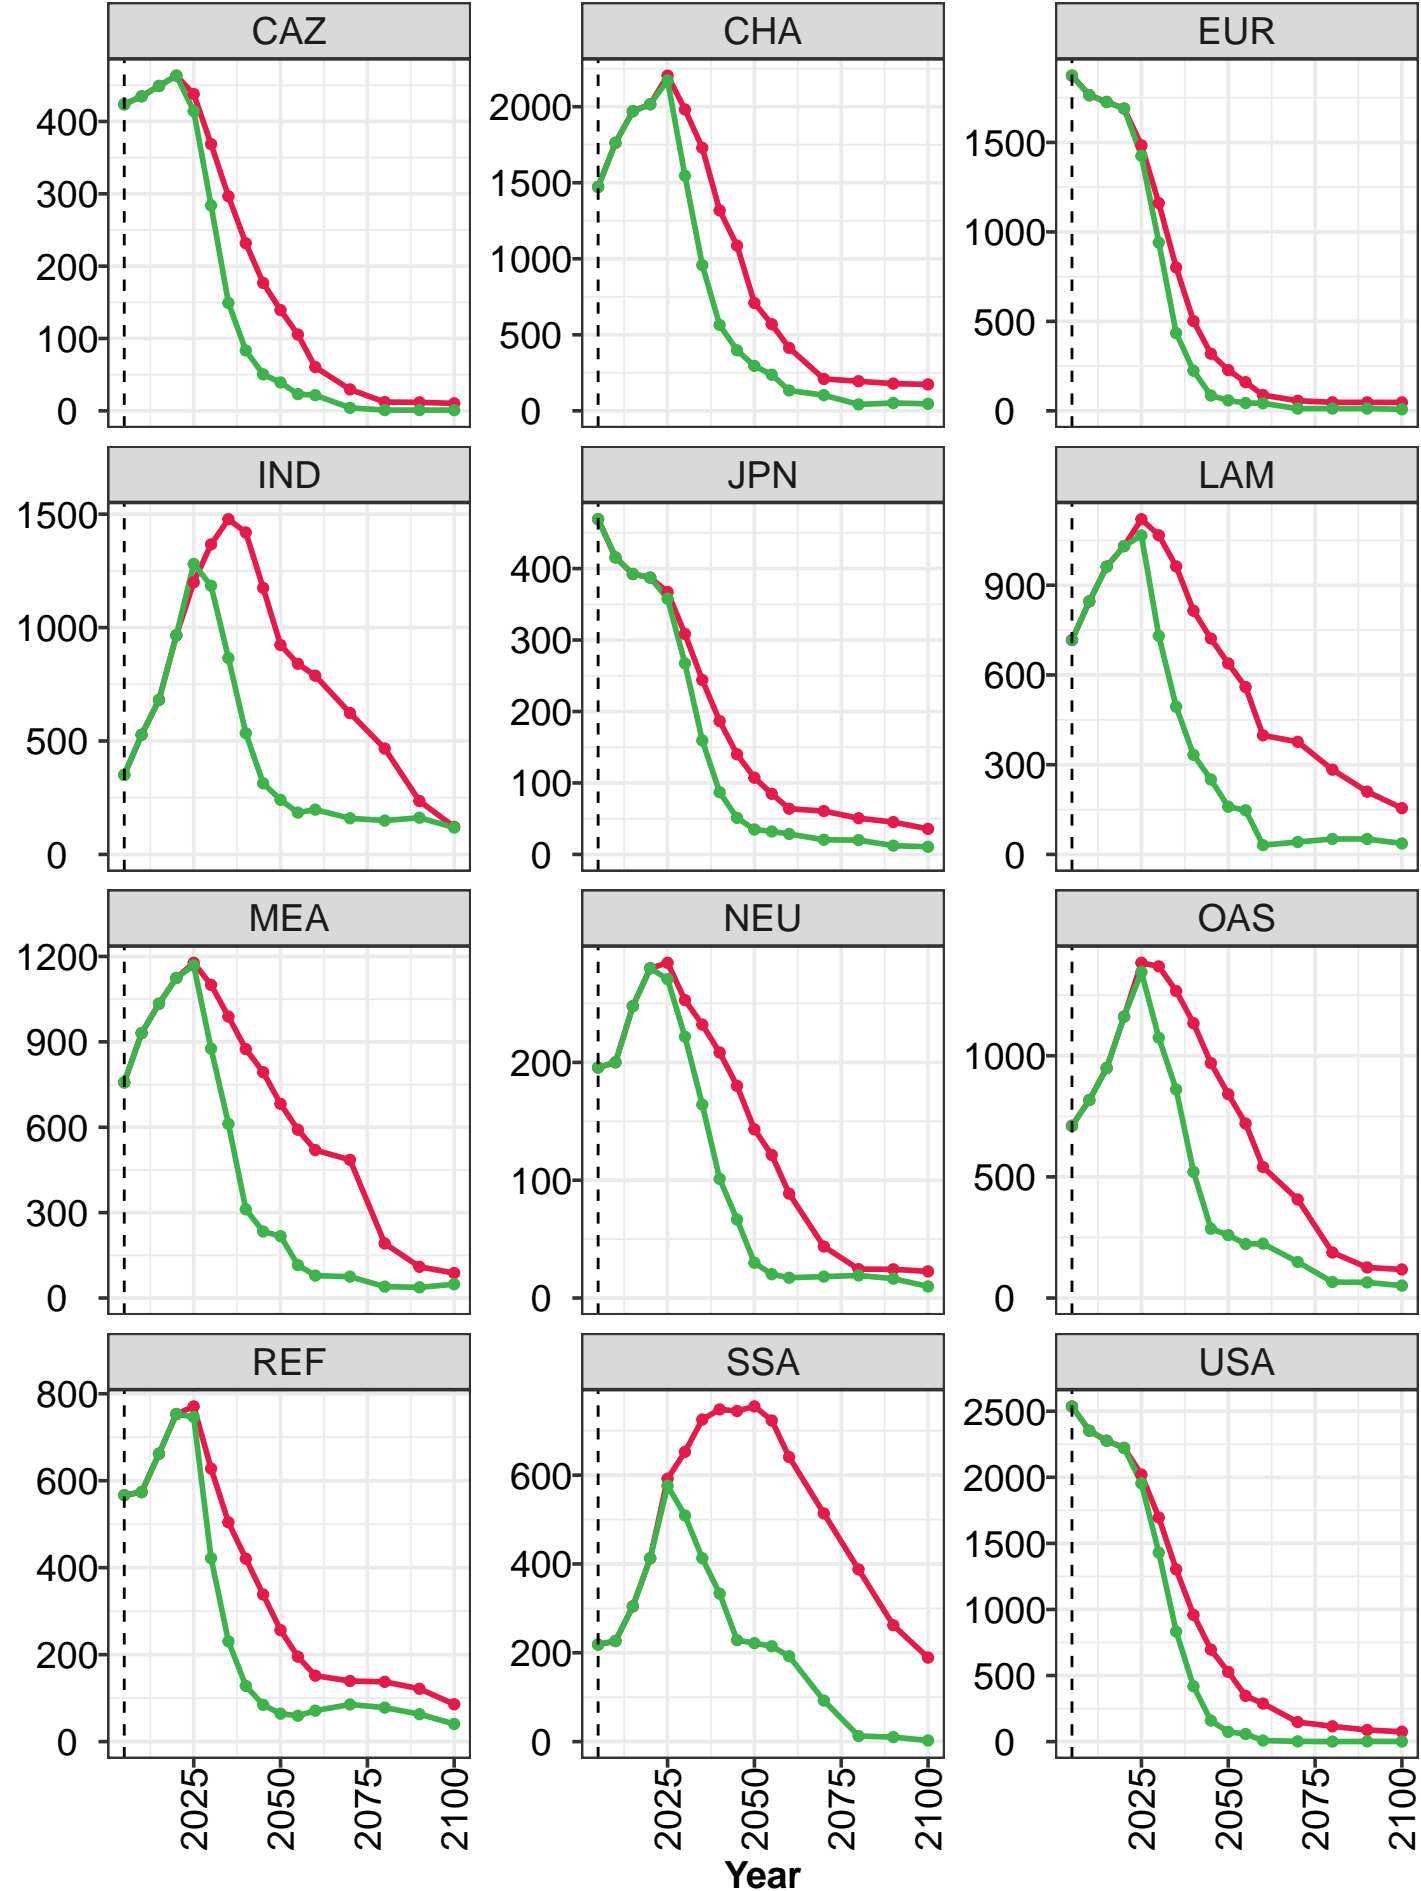 CAZ CHA EUR
400 2000 1500
300 1500 1000
200 1000 500
100 500 0
0 0
IND JPN LAM
1500 400 900
1000 300 600
500 200 300
0 100 0
0
MEA NEU OAS
1200 200 1000
900 100 500
600 0 0
300
0
REF SSA USA
800 600 2500
600 400 2000
400 200 1500
200 0 1000
0 500
0
2025 2050 2075 2100 2025 2050 2075 2100 2025 2050 2075 2100
Year